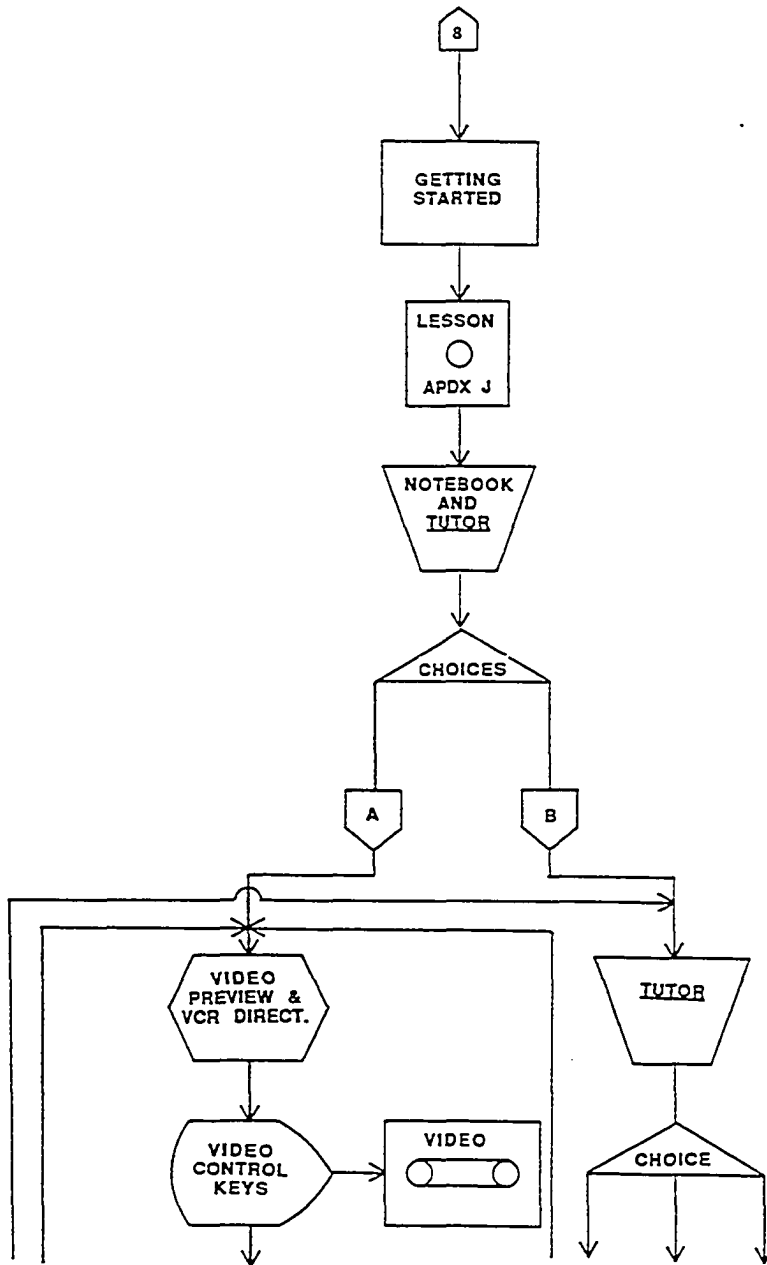 8
GETTING
STARTED
LESSON
APDX J
NOTEBOOK
AND
TUTOR
CHOICES
A
B
VIDEO
PREVIEW &
VCR DIRECT.
TUTOR
VIDEO
CONTROL
KEYS
VIDEO
CHOICE